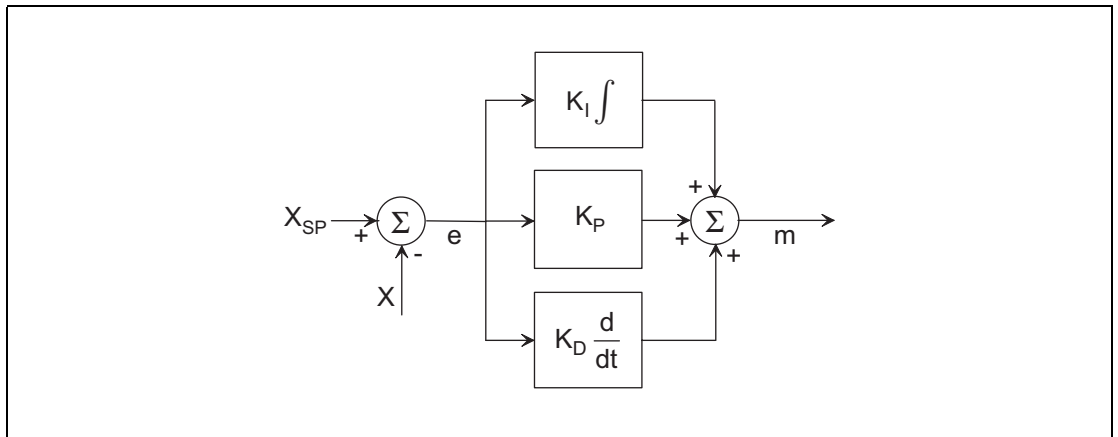 K_I ∫
X_SP + Σ - e
X
K_P
K_D d/dt
+ + + Σ m